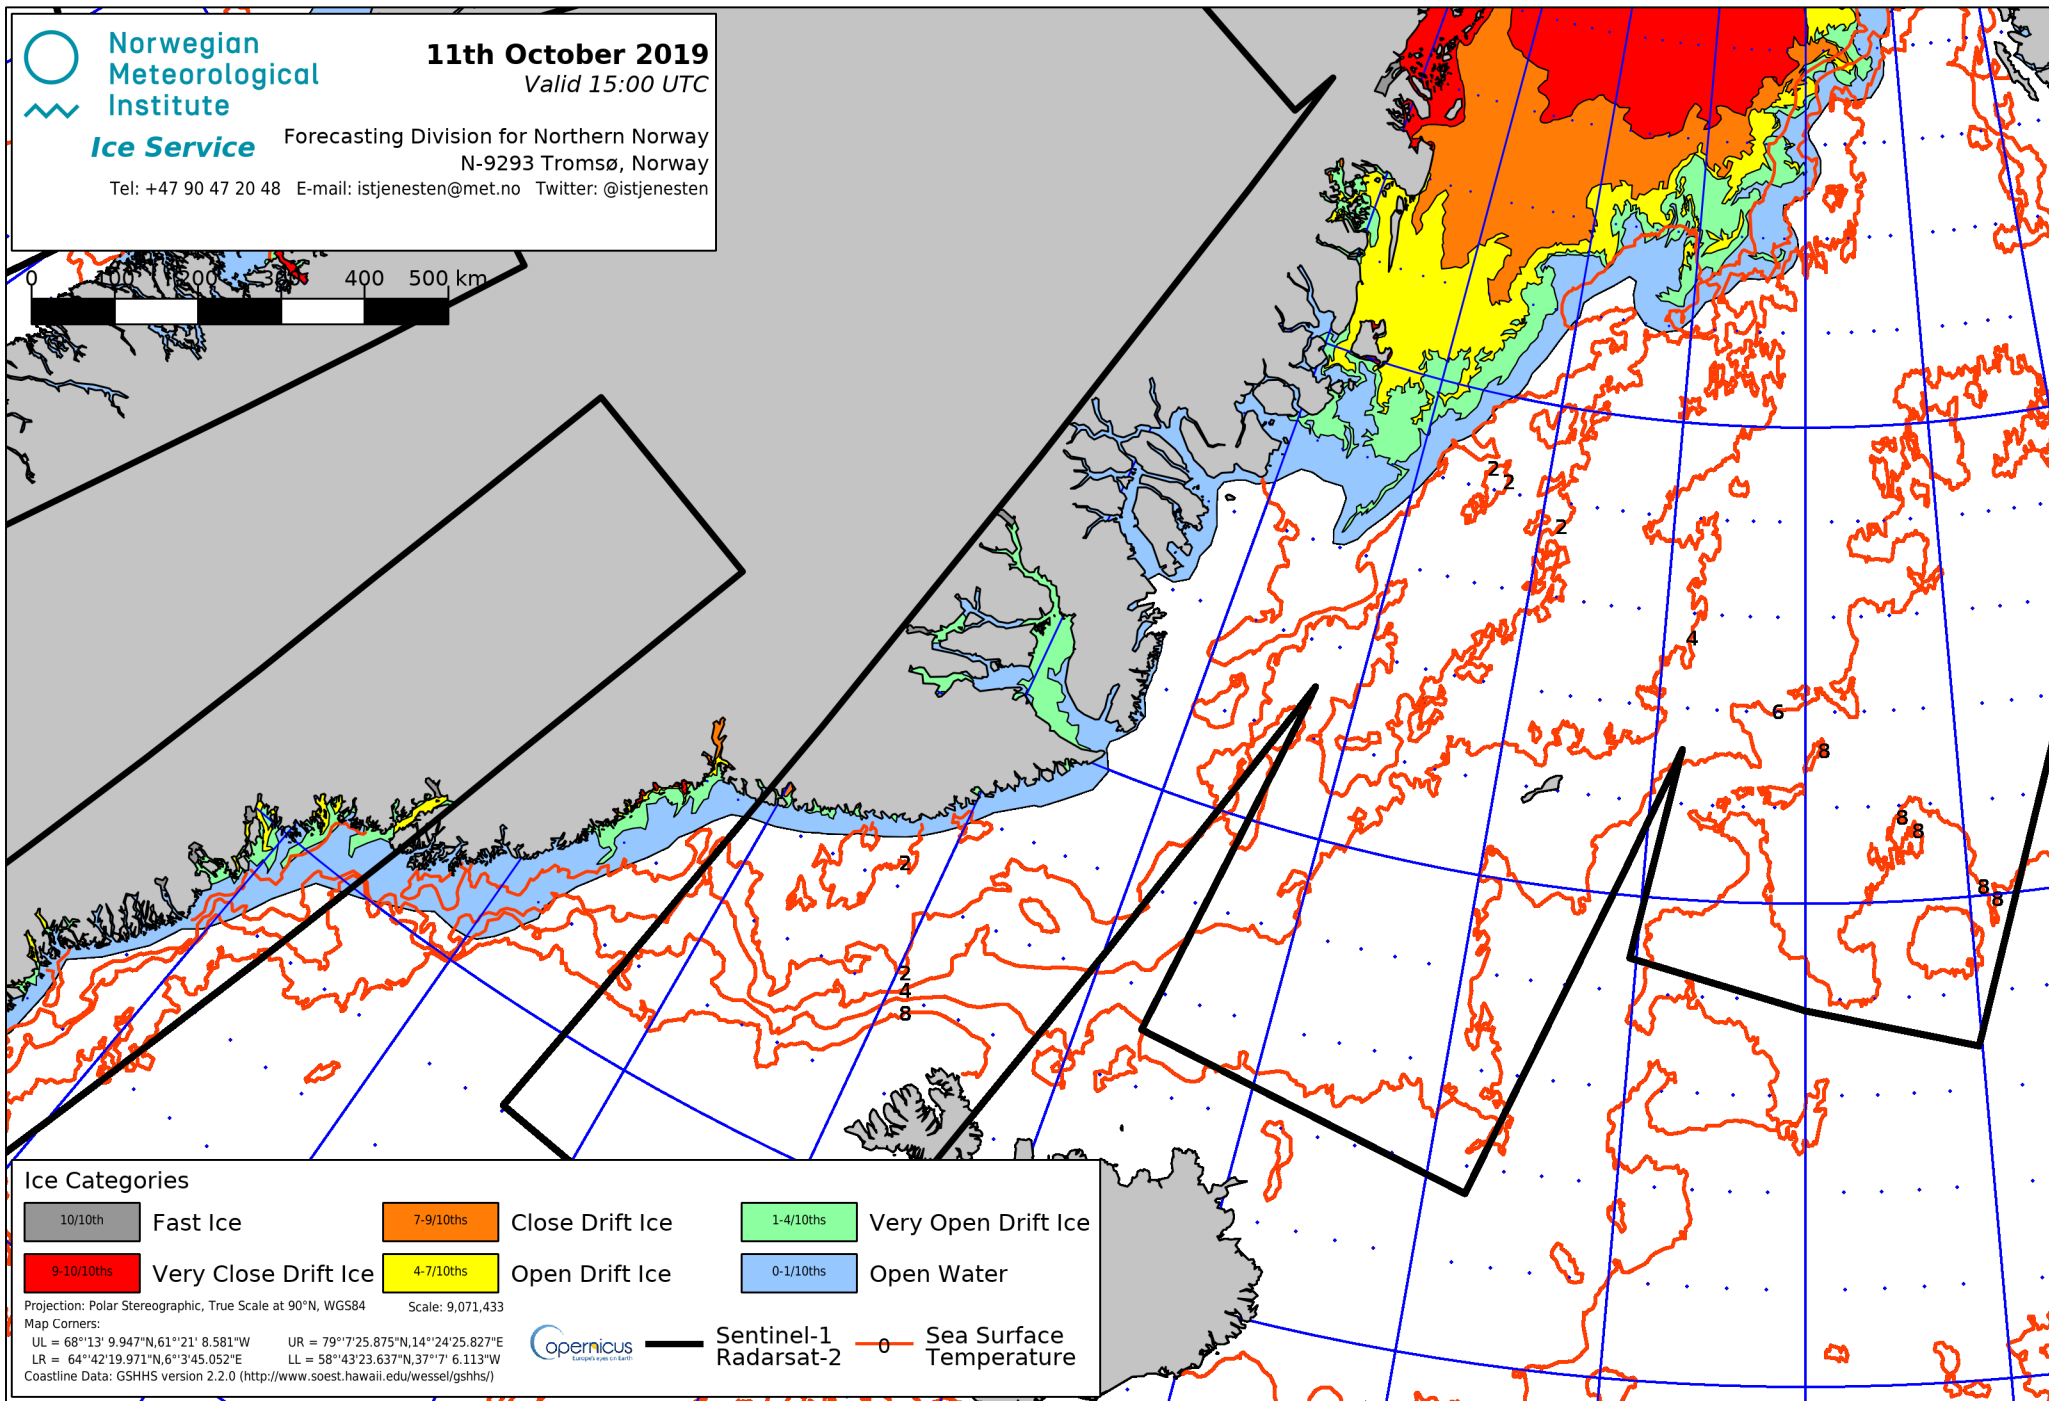 Norwegian
Meteorological
Institute
Ice Service
11th October 2019
Valid 15:00 UTC
Forecasting Division for Northern Norway
N-9293 Tromsø, Norway
Tel: +47 90 47 20 48 E-mail: istjenesten@met.no Twitter: @istjenesten
0 100 200 300 400 500 km
2
2
2
4
6
8
8
8
8
8
2
2
4
8
Ice Categories
10/10th Fast Ice
7-9/10ths Close Drift Ice
1-4/10ths Very Open Drift Ice
9-10/10ths Very Close Drift Ice
4-7/10ths Open Drift Ice
0-1/10ths Open Water
Projection: Polar Stereographic, True Scale at 90°N, WGS84 Scale: 9,071,433
Map Corners:
UL = 68°'13' 9.947"N,61°'21' 8.581"W UR = 79°'7'25.875"N,14°'24'25.827"E
LR = 64°'42'19.971"N,6°'3'45.052"E LL = 58°'43'23.637"N,37°'7' 6.113"W
Coastline Data: GSHHS version 2.2.0 (http://www.soest.hawaii.edu/wessel/gshhs/)
Copernicus
Europe's eyes on Earth
Sentinel-1
Radarsat-2
0
Sea Surface
Temperature